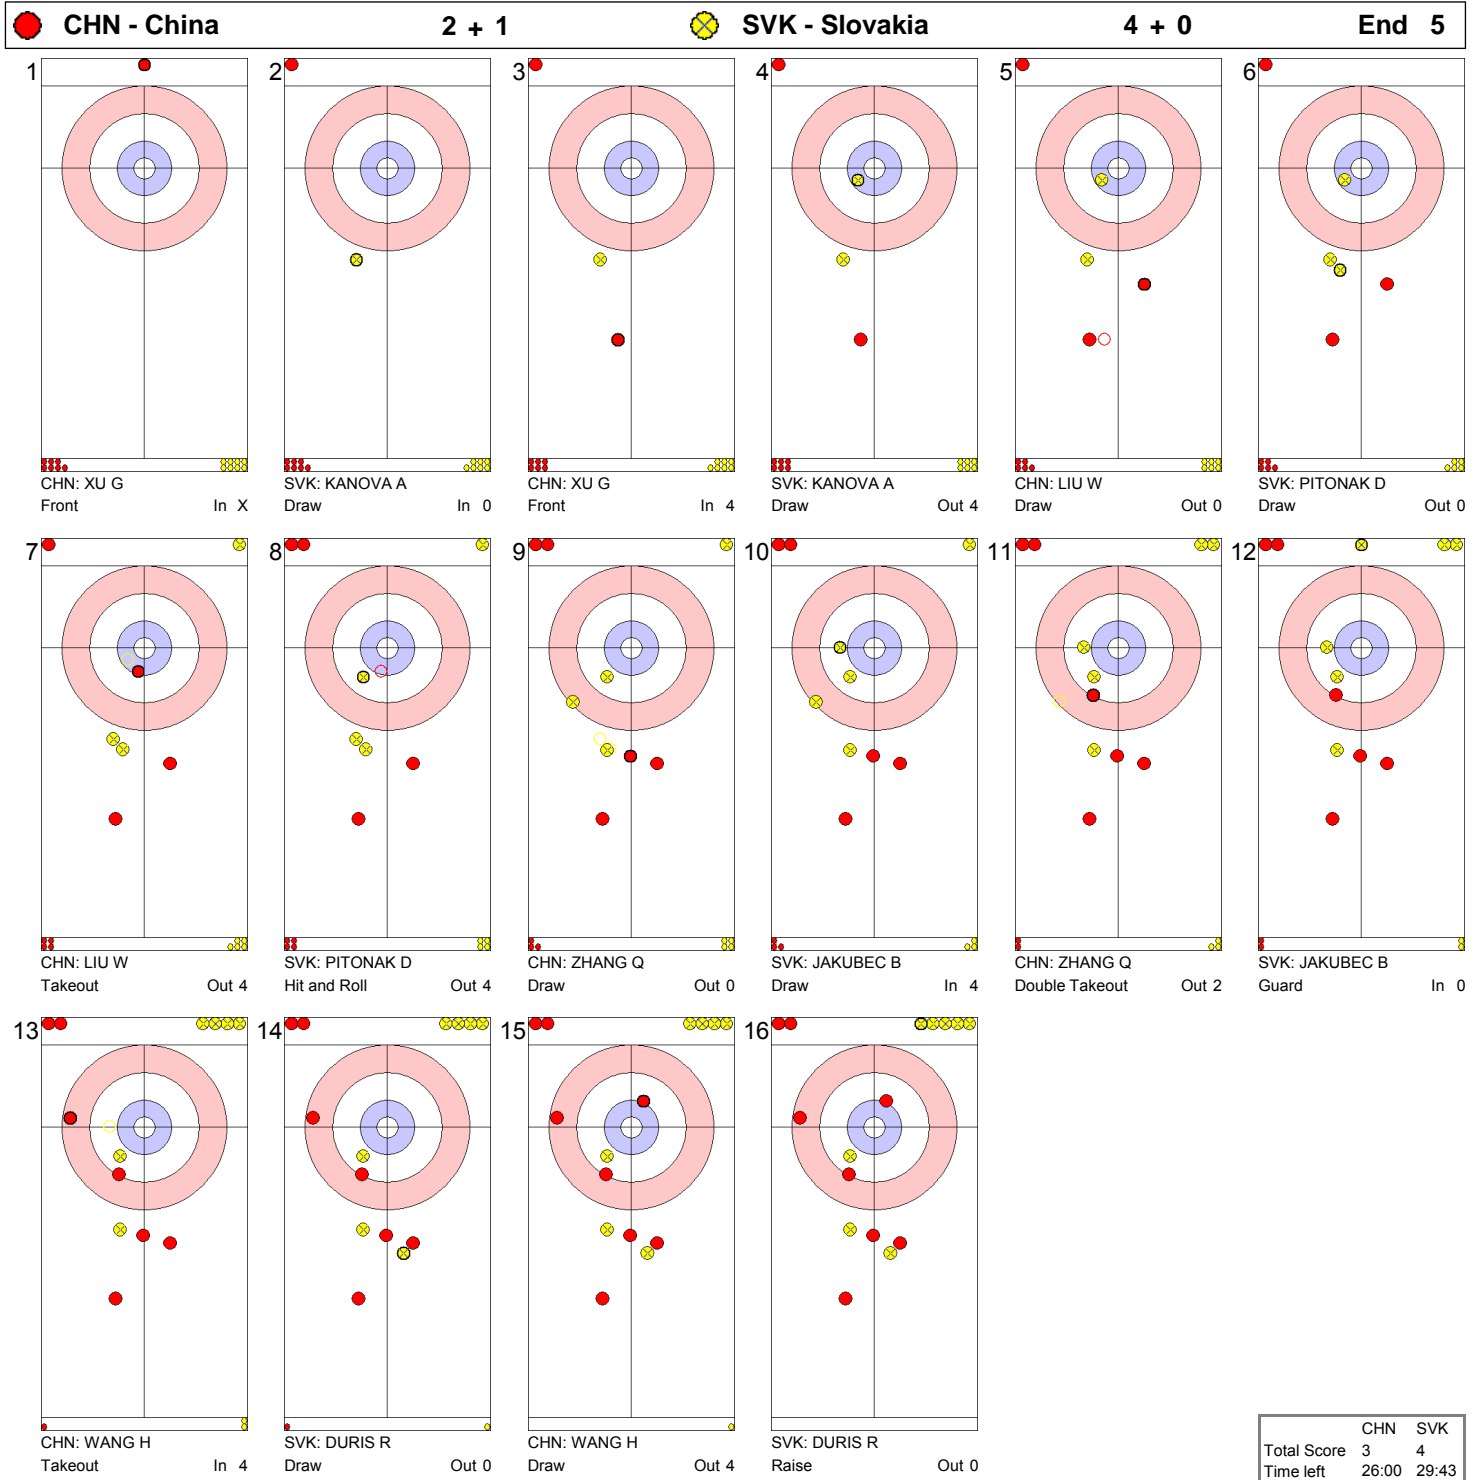 CHN - China 2 + 1 SVK - Slovakia 4 + 0 End 5
1 2 3 4 5 6
CHN: XU G SVK: KANOVA A CHN: XU G SVK: KANOVA A CHN: LIU W SVK: PITONAK D
Front In X Draw In 0 Front In 4 Draw Out 4 Draw Out 0 Draw Out 0
7 8 9 10 11 12
CHN: LIU W SVK: PITONAK D CHN: ZHANG Q SVK: JAKUBEC B CHN: ZHANG Q SVK: JAKUBEC B
Takeout Out 4 Hit and Roll Out 4 Draw Out 0 Draw In 4 Double Takeout Out 2 Guard In 0
13 14 15 16
CHN: WANG H SVK: DURIS R CHN: WANG H SVK: DURIS R
Takeout In 4 Draw Out 0 Draw Out 4 Raise Out 0
CHN SVK
Total Score 3 4
Time left 26:00 29:43